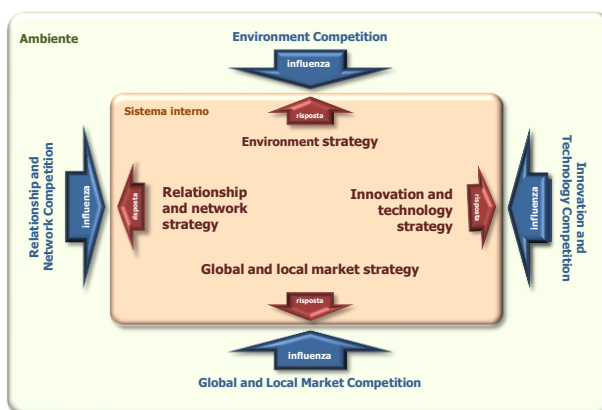 Environment Competition
Ambiente
influenza
Sistema interno
risposta
Environment strategy
Relationship and
Network Competition
influenza
risposta
Relationship
and network
strategy
Innovation and
technology
strategy
risposta
influenza
Innovation and
Technology Competition
Global and local market strategy
risposta
influenza
Global and Local Market Competition